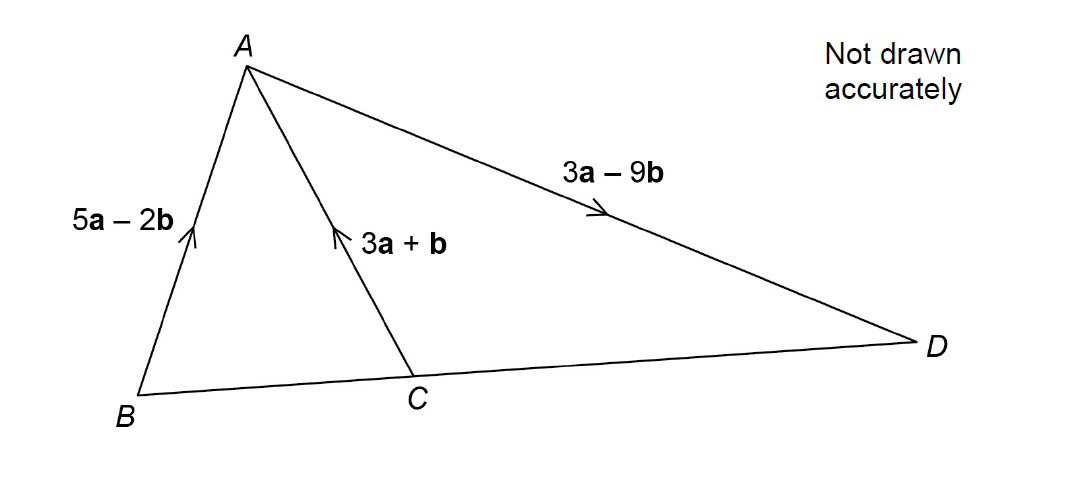 A
Not drawn
accurately
3a – 9b
5a – 2b
3a + b
D
C
B